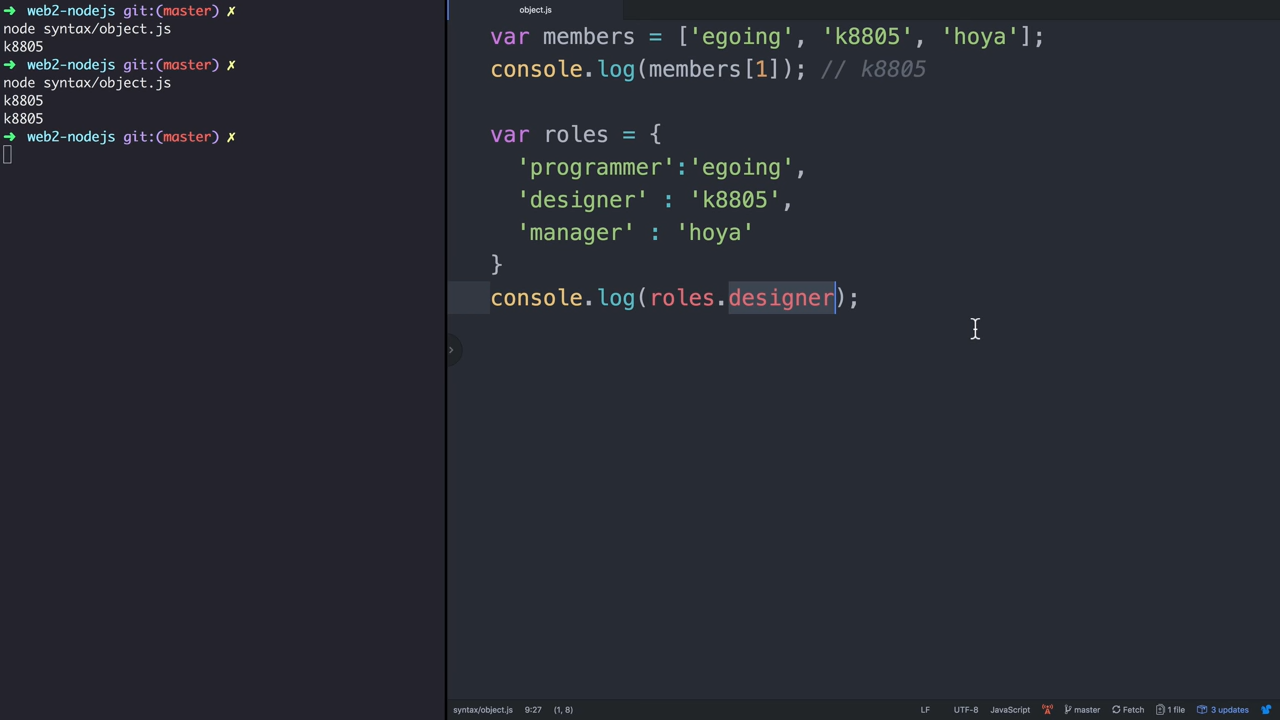 ➜ web2-nodejs git:(master) ✗
node syntax/object.js
k8805
➜ web2-nodejs git:(master) ✗
node syntax/object.js
k8805
k8805
➜ web2-nodejs git:(master) ✗
object.js
var members = ['egoing', 'k8805', 'hoya'];
console.log(members[1]); // k8805
var roles = {
'programmer':'egoing',
'designer' : 'k8805',
'manager' : 'hoya'
}
console.log(roles.designer);
syntax/object.js 9:27 (1, 8) LF UTF-8 JavaScript master Fetch 1 file 3 updates